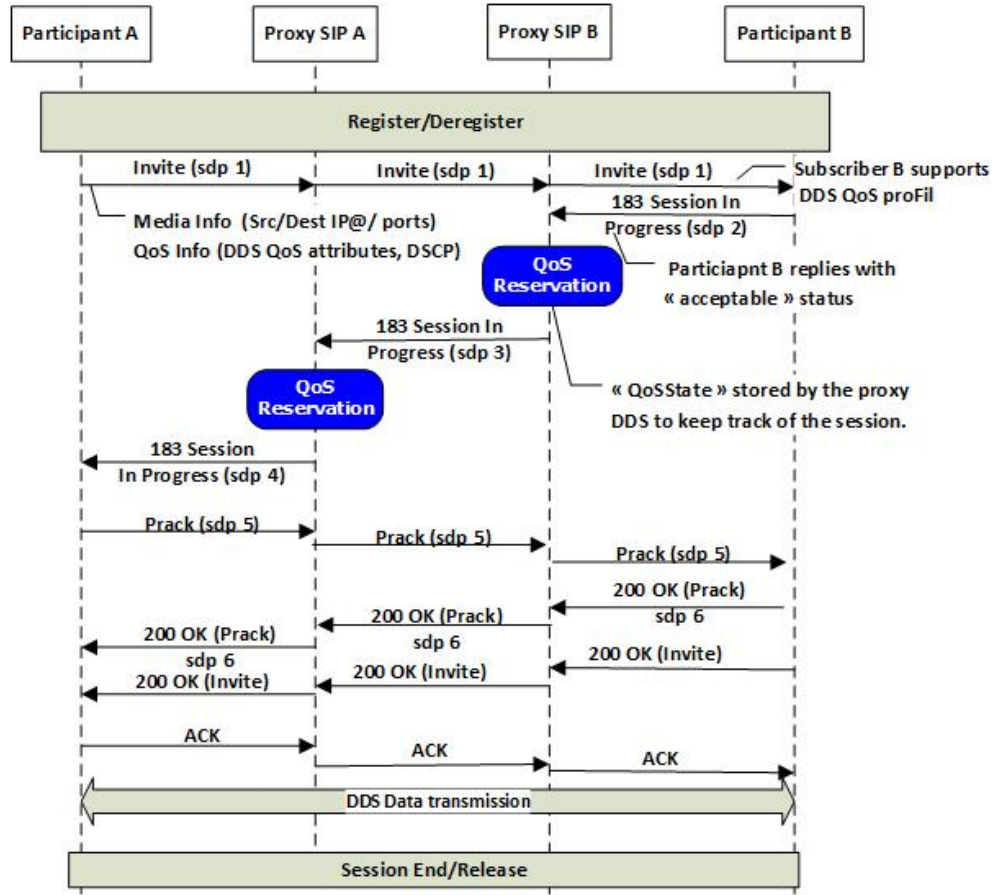 Participant A
Proxy SIP A
Proxy SIP B
Participant B
Register/Deregister
Invite (sdp 1)
Invite (sdp 1)
Invite (sdp 1)
Subscriber B supports
DDS QoS proFil
Media Info (Src/Dest IP@/ ports)
QoS Info (DDS QoS attributes, DSCP)
183 Session In
Progress (sdp 2)
QoS
Reservation
Particiapnt B replies with
« acceptable » status
183 Session In
Progress (sdp 3)
QoS
Reservation
« QoSState » stored by the proxy
DDS to keep track of the session.
183 Session
In Progress (sdp 4)
Prack (sdp 5)
Prack (sdp 5)
Prack (sdp 5)
200 OK (Prack)
sdp 6
200 OK (Prack)
sdp 6
200 OK (Prack)
sdp 6
200 OK (Invite)
200 OK (Invite)
200 OK (Invite)
ACK
ACK
ACK
DDS Data transmission
Session End/Release